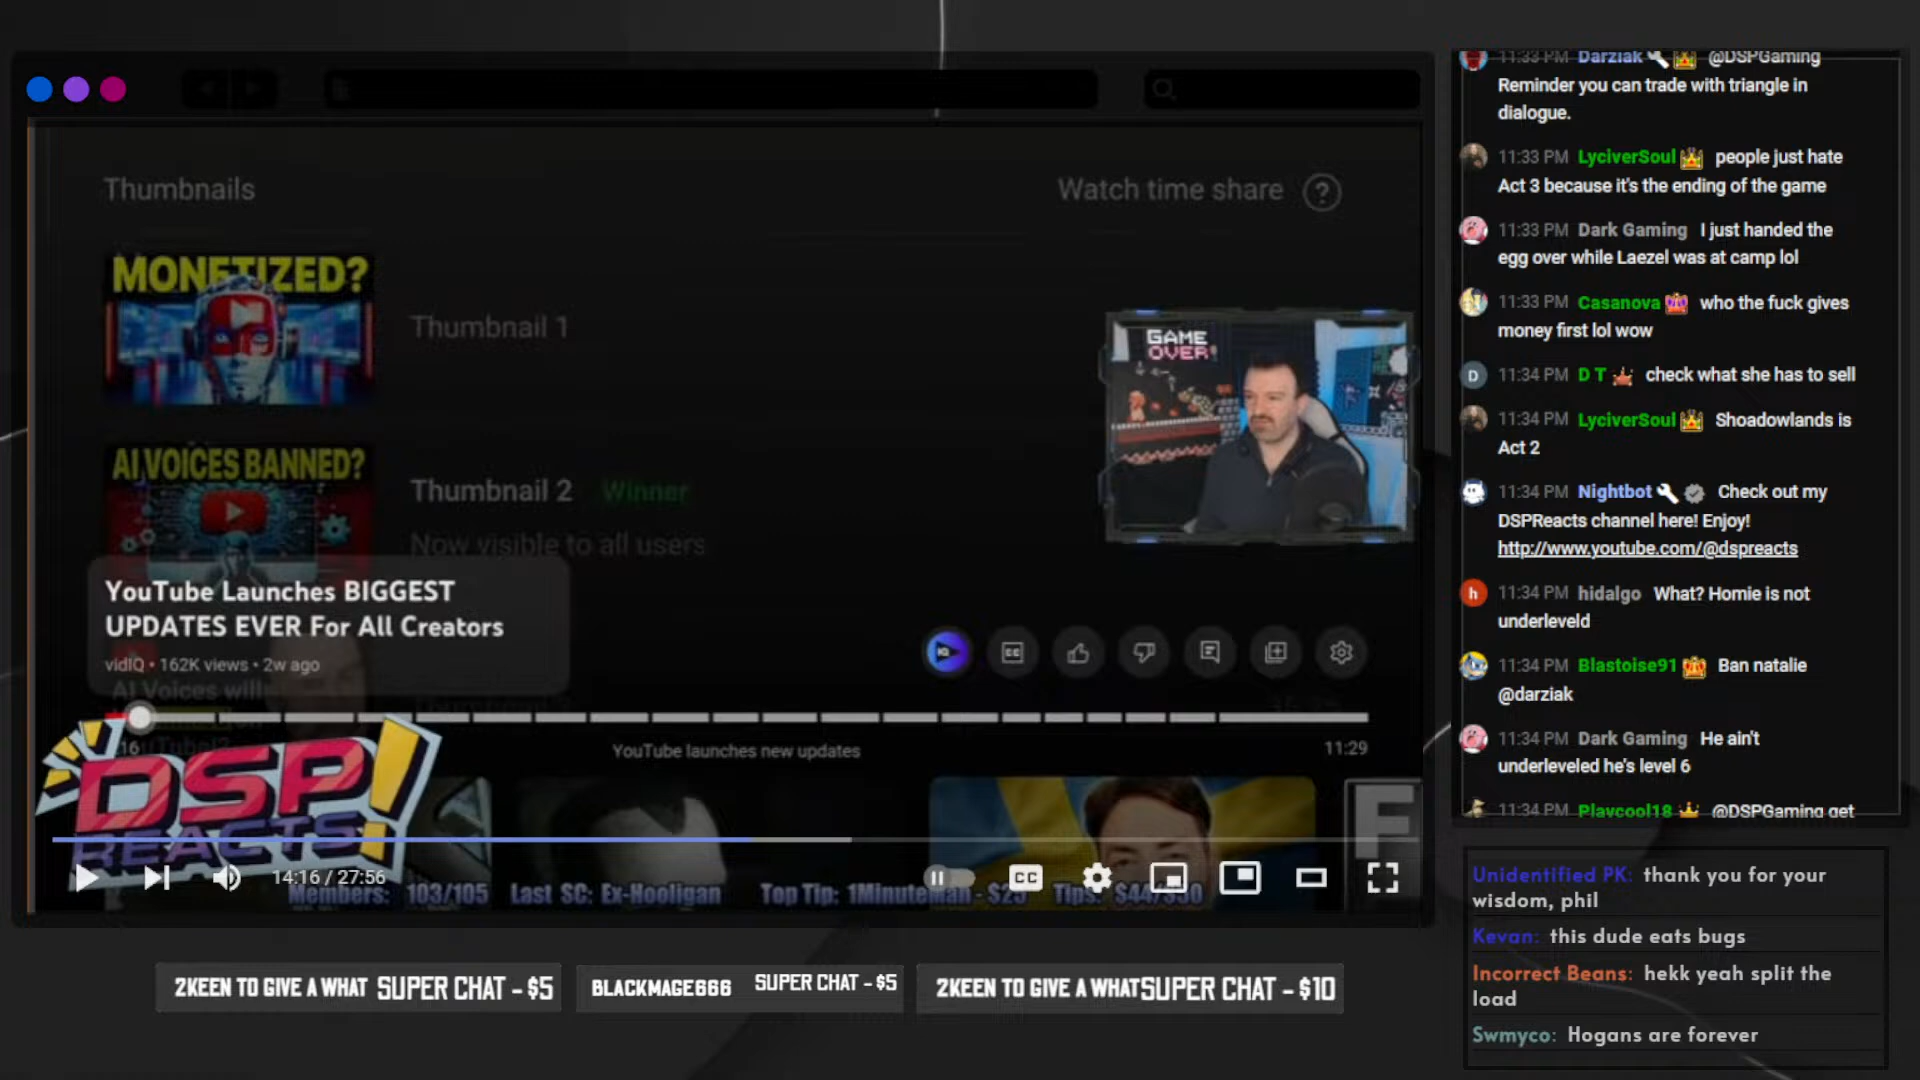 Thumbnails
Watch time share ?
MONETIZED?
Thumbnail 1
GAME
OVER!
AI VOICES BANNED?
Thumbnail 2 Winner
Now visible to all users
YouTube Launches BIGGEST
UPDATES EVER For All Creators
vidIQ • 162K views • 2w ago
AI Voices will
YouTube launches new updates
11:29
DSP
REACTS!
14:16 / 27:56
CC
Members: 103/105 Last SC: Ex-Hooligan Top Tip: 1MinuteMan - $25 Tips: $44/$50
2KEEN TO GIVE A WHAT SUPER CHAT - $5
BLACKMAGE666 SUPER CHAT - $5
2KEEN TO GIVE A WHAT SUPER CHAT - $10
11:33 PM Darziak @DSPGaming
Reminder you can trade with triangle in
dialogue.
11:33 PM LyciverSoul people just hate
Act 3 because it's the ending of the game
11:33 PM Dark Gaming I just handed the
egg over while Laezel was at camp lol
11:33 PM Casanova who the fuck gives
money first lol wow
D 11:34 PM D T check what she has to sell
11:34 PM LyciverSoul Shoadowlands is
Act 2
11:34 PM Nightbot Check out my
DSPReacts channel here! Enjoy!
http://www.youtube.com/@dspreacts
h 11:34 PM hidalgo What? Homie is not
underleveld
11:34 PM Blastoise91 Ban natalie
@darziak
11:34 PM Dark Gaming He ain't
underleveled he's level 6
11:34 PM Playcool18 @DSPGaming get
Unidentified PK: thank you for your
wisdom, phil
Kevan: this dude eats bugs
Incorrect Beans: hekk yeah split the
load
Swmyco: Hogans are forever